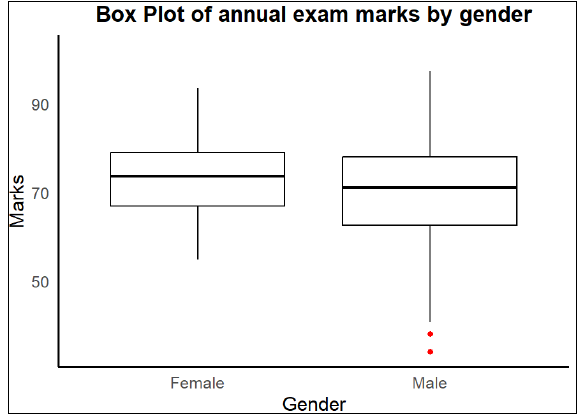 Box Plot of annual exam marks by gender
90
70
50
Marks
Female Male
Gender